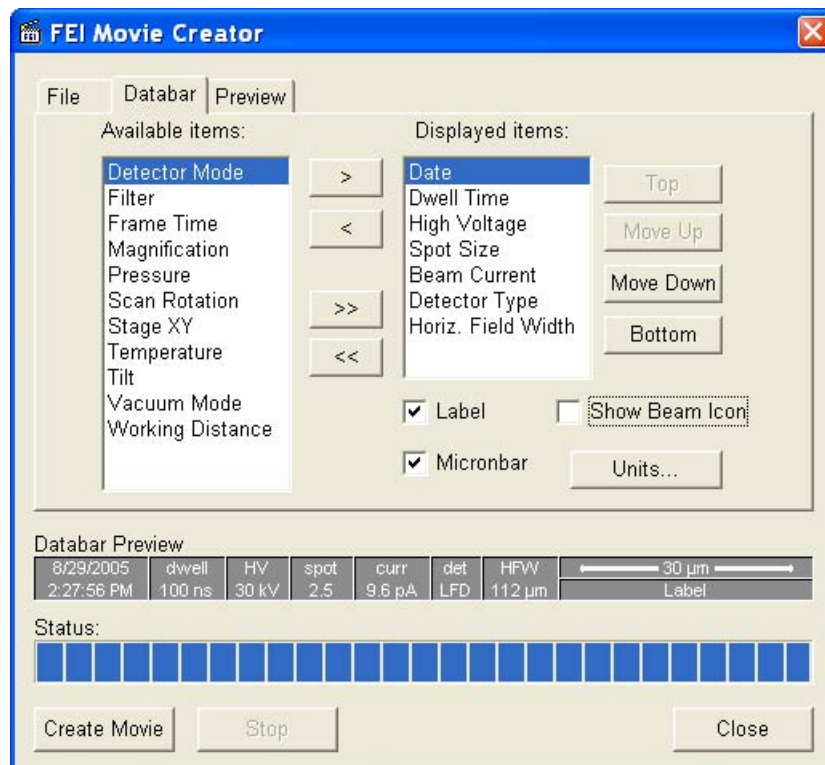 FEI Movie Creator
File Databar Preview
Available items:
Displayed items:
Detector Mode
Filter
Frame Time
Magnification
Pressure
Scan Rotation
Stage XY
Temperature
Tilt
Vacuum Mode
Working Distance
>
<
>>
<<
Date
Dwell Time
High Voltage
Spot Size
Beam Current
Detector Type
Horiz. Field Width
Top
Move Up
Move Down
Bottom
Label
Show Beam Icon
Micronbar
Units...
Databar Preview
8/29/2005 dwell HV spot curr det HFW 30 µm
2:27:56 PM 100 ns 30 kV 2.5 9.6 pA LFD 112 µm Label
Status:
Create Movie Stop Close